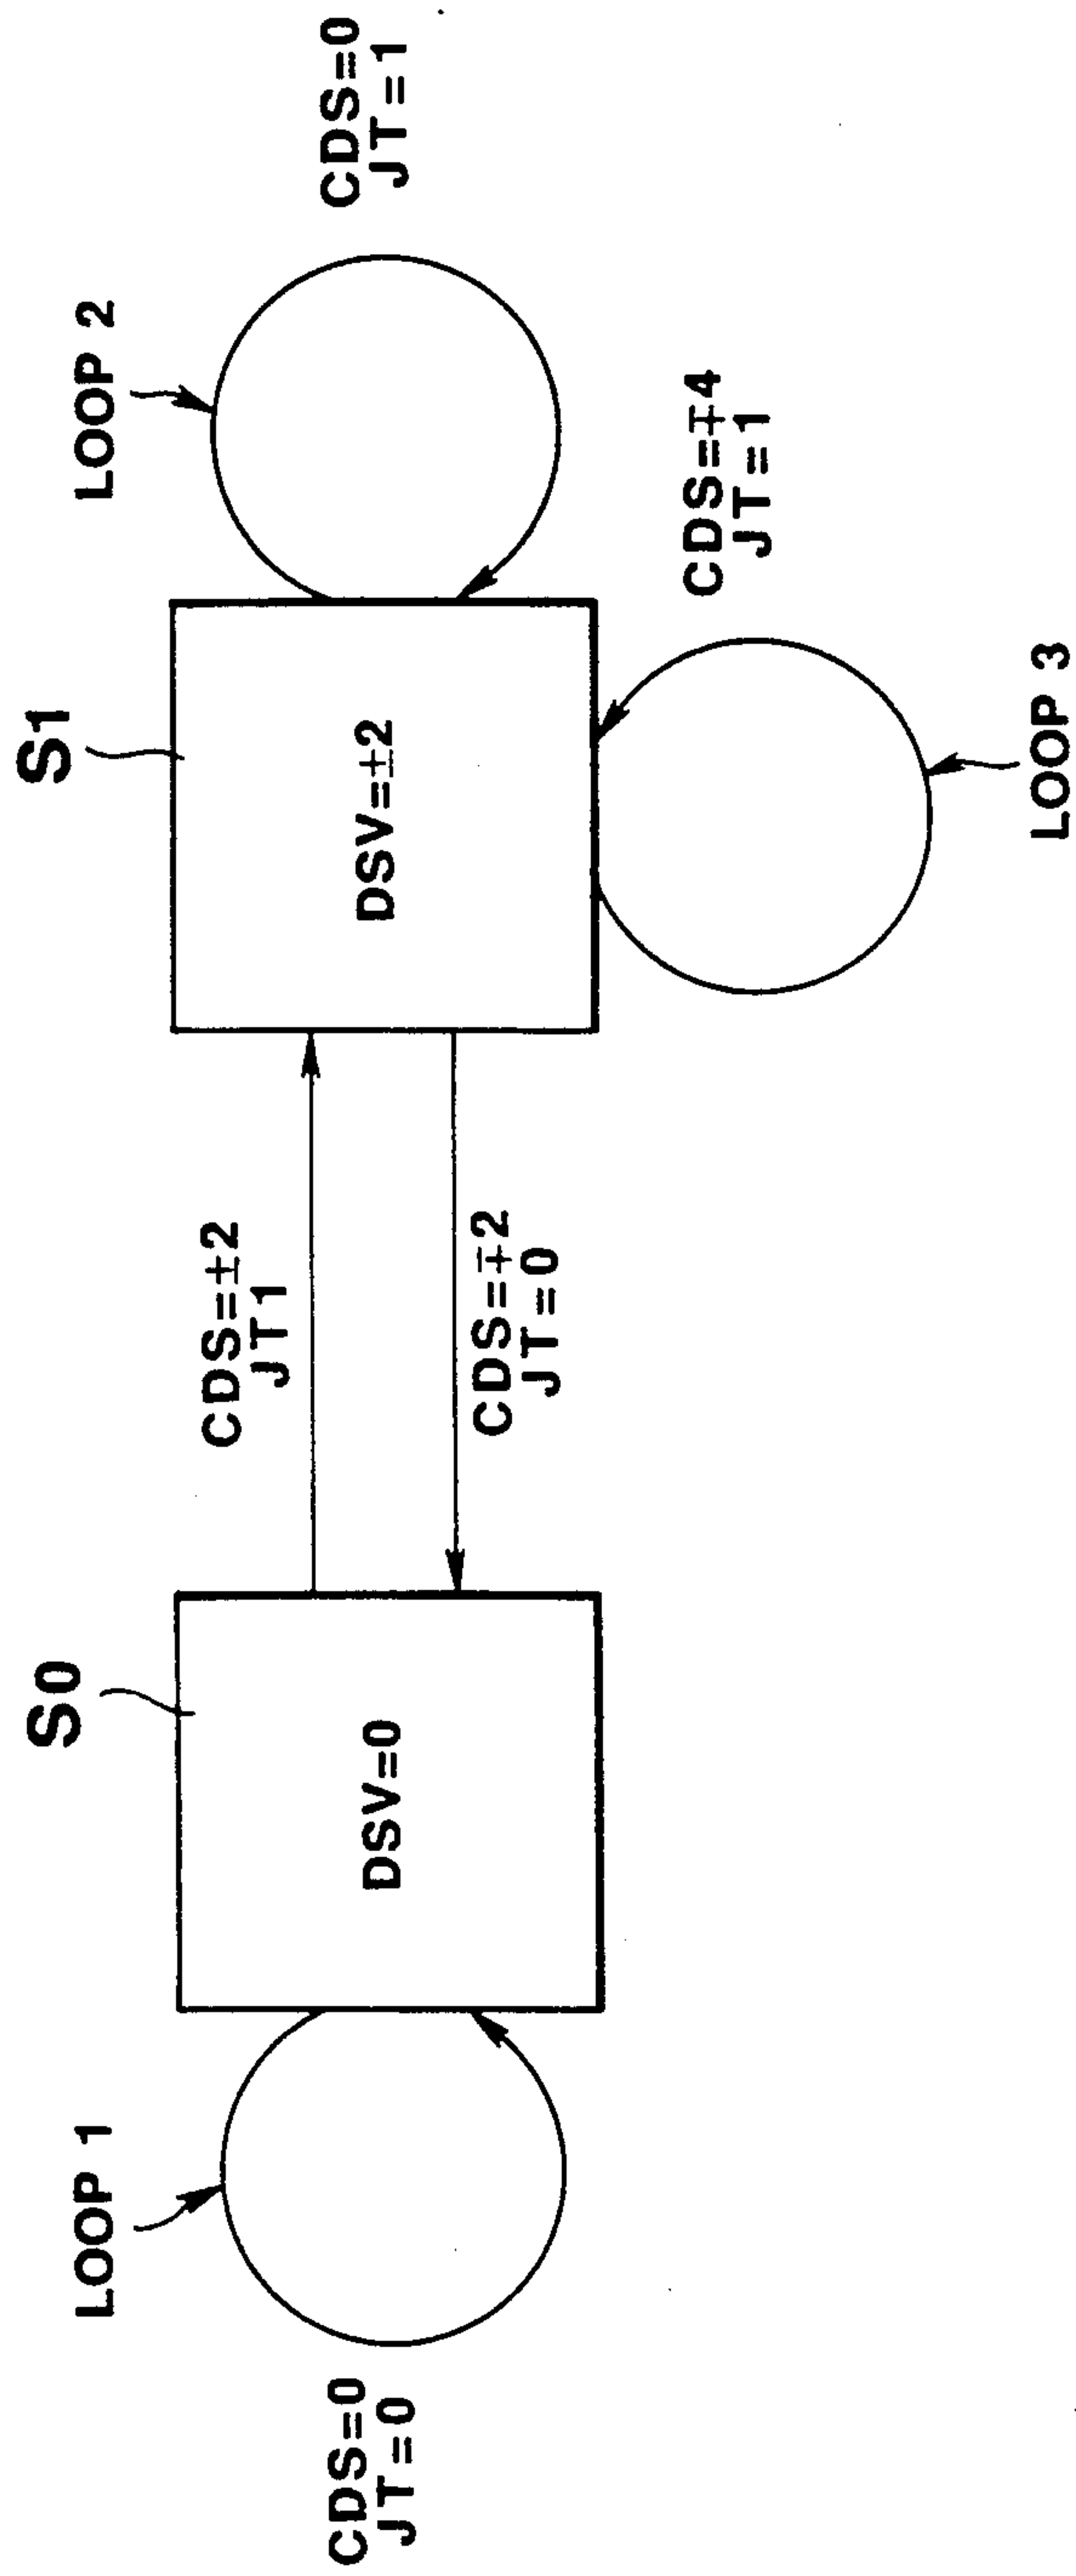 LOOP 1
CDS=0
JT=0
S0
DSV=0
CDS=±2
JT1
CDS=∓2
JT=0
S1
DSV=±2
LOOP 2
CDS=0
JT=1
CDS=∓4
JT=1
LOOP 3